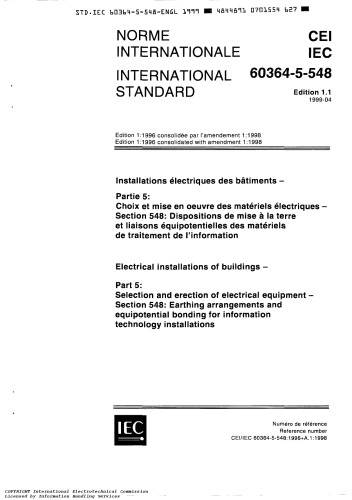 STD.IEC 60364-5-548-ENGL 1999 ■ 4844891 0701554 627 ■
NORME
INTERNATIONALE
CEI
IEC
INTERNATIONAL
STANDARD
60364-5-548
Edition 1.1
1999-04
Edition 1:1996 consolidée par l'amendement 1:1998
Edition 1:1996 consolidated with amendment 1:1998
Installations électriques des bâtiments –
Partie 5:
Choix et mise en oeuvre des matériels électriques –
Section 548: Dispositions de mise à la terre
et liaisons équipotentielles des matériels
de traitement de l'information
Electrical installations of buildings –
Part 5:
Selection and erection of electrical equipment –
Section 548: Earthing arrangements and
equipotential bonding for information
technology installations
IEC
Numéro de référence
Reference number
CEI/IEC 60364-5-548:1996+A.1:1998
COPYRIGHT International Electrotechnical Commission
Licensed by Information Handling Services